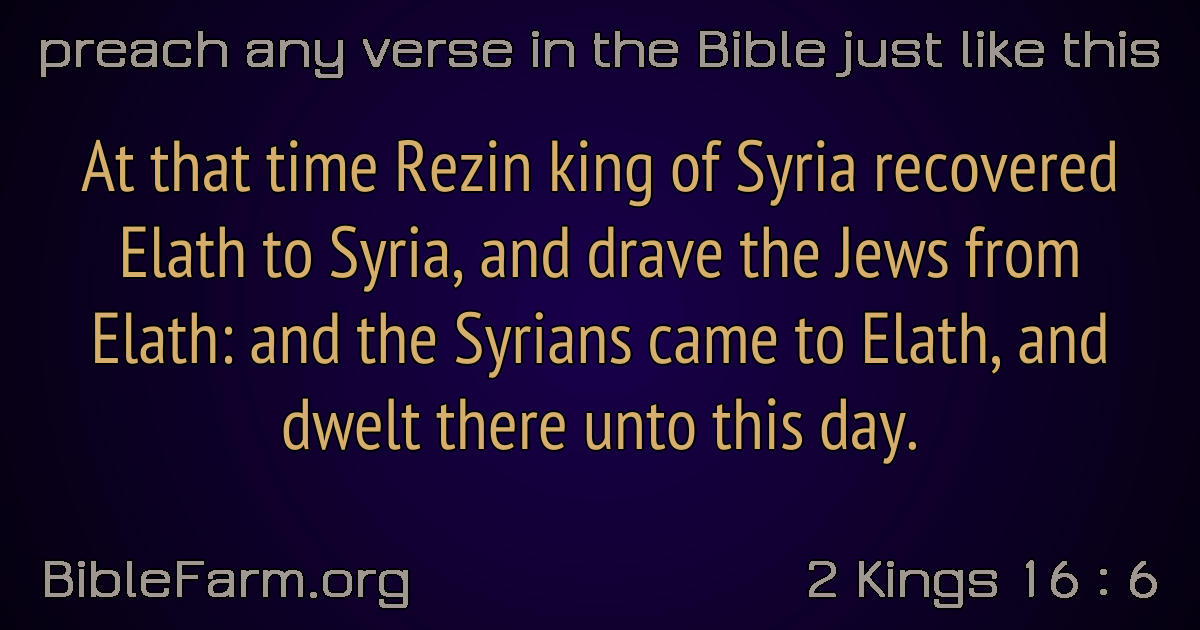 preach any verse in the Bible just like this
At that time Rezin king of Syria recovered
Elath to Syria, and drave the Jews from
Elath: and the Syrians came to Elath, and
dwelt there unto this day.
BibleFarm.org
2 Kings 16 : 6